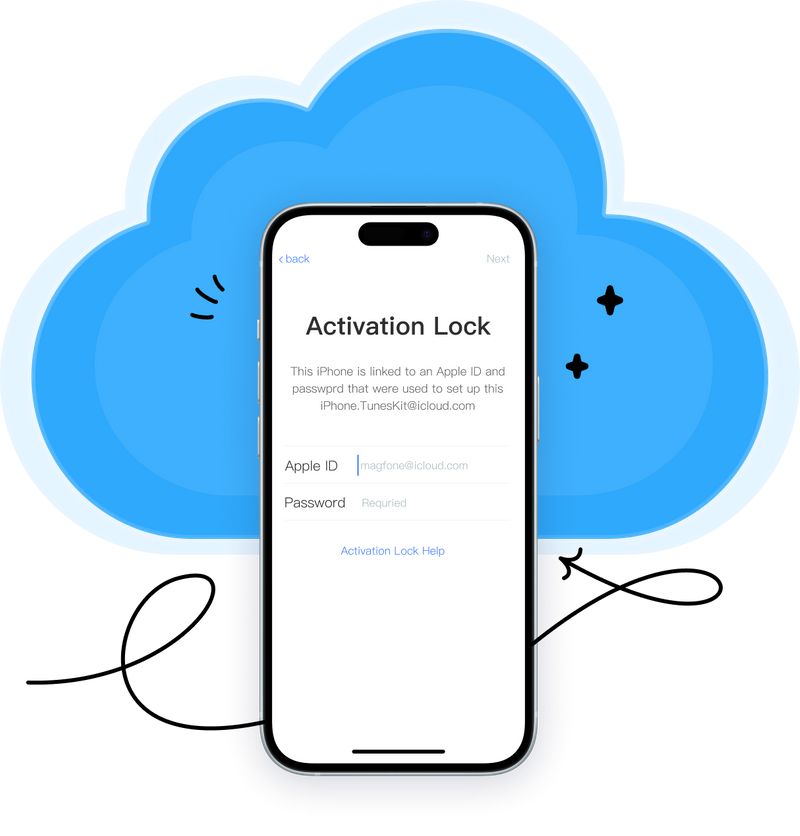 back
Next
Activation Lock
This iPhone is linked to an Apple ID and
passwprd that were used to set up this
iPhone.TunesKit@icloud.com
Apple ID magfone@icloud.com
Password Requried
Activation Lock Help